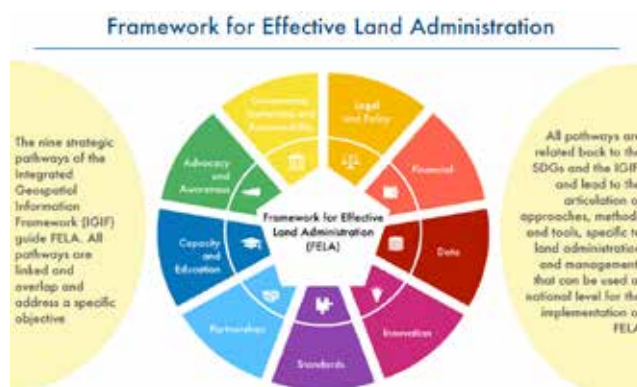 Framework for Effective Land Administration
The nine strategic
pathways of the
Integrated
Geospatial
Information
Framework (IGIF)
guide FELA. All
pathways are
linked and
overlap and
address a specific
objective
Governance,
Institutions and
Accountability
Legal
and Policy
Financial
Data
Innovation
Standards
Partnerships
Capacity
and
Education
Advocacy
and
Awareness
Framework for Effective
Land Administration
(FELA)
All pathways are
related back to the
SDGs and the IGIF
and lead to the
articulation of
approaches, methods
and tools, specific to
land administration
and management
that can be used at
national level for the
implementation of
FELA